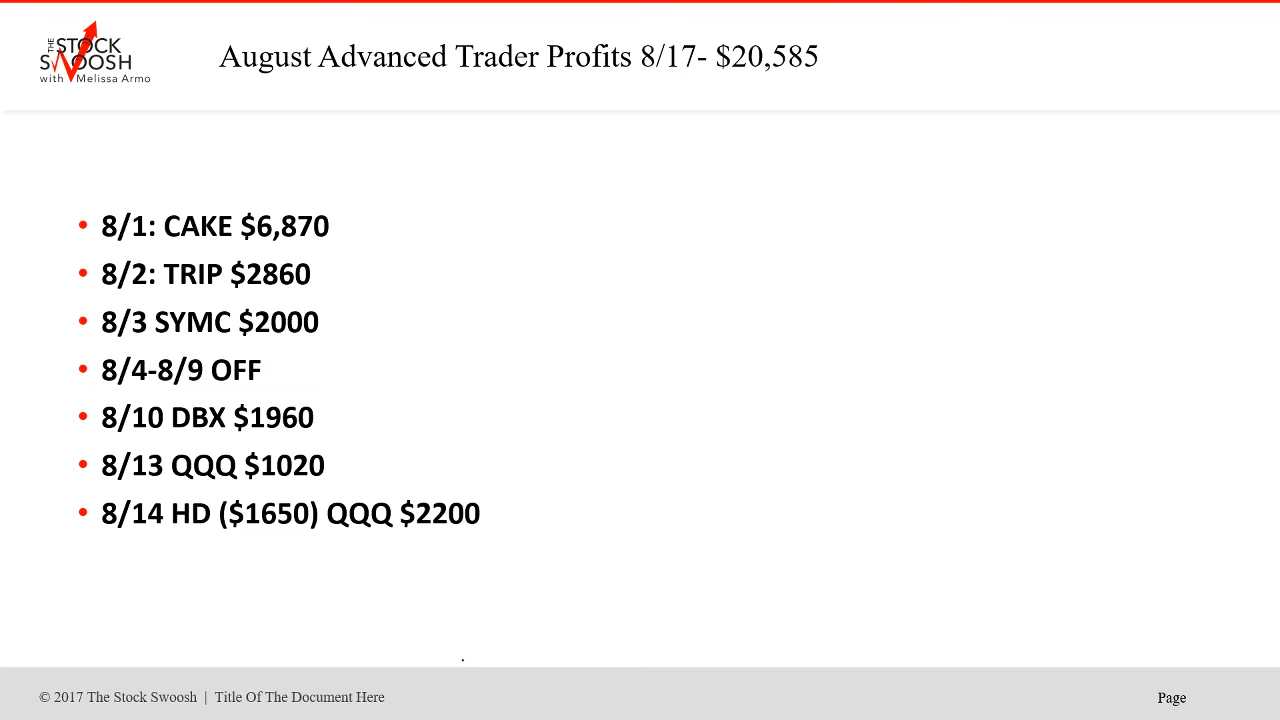 THE STOCK
SWOOSH
with Melissa Armo
August Advanced Trader Profits 8/17- $20,585
• 8/1: CAKE $6,870
• 8/2: TRIP $2860
• 8/3 SYMC $2000
• 8/4-8/9 OFF
• 8/10 DBX $1960
• 8/13 QQQ $1020
• 8/14 HD ($1650) QQQ $2200
.
© 2017 The Stock Swoosh | Title Of The Document Here
Page